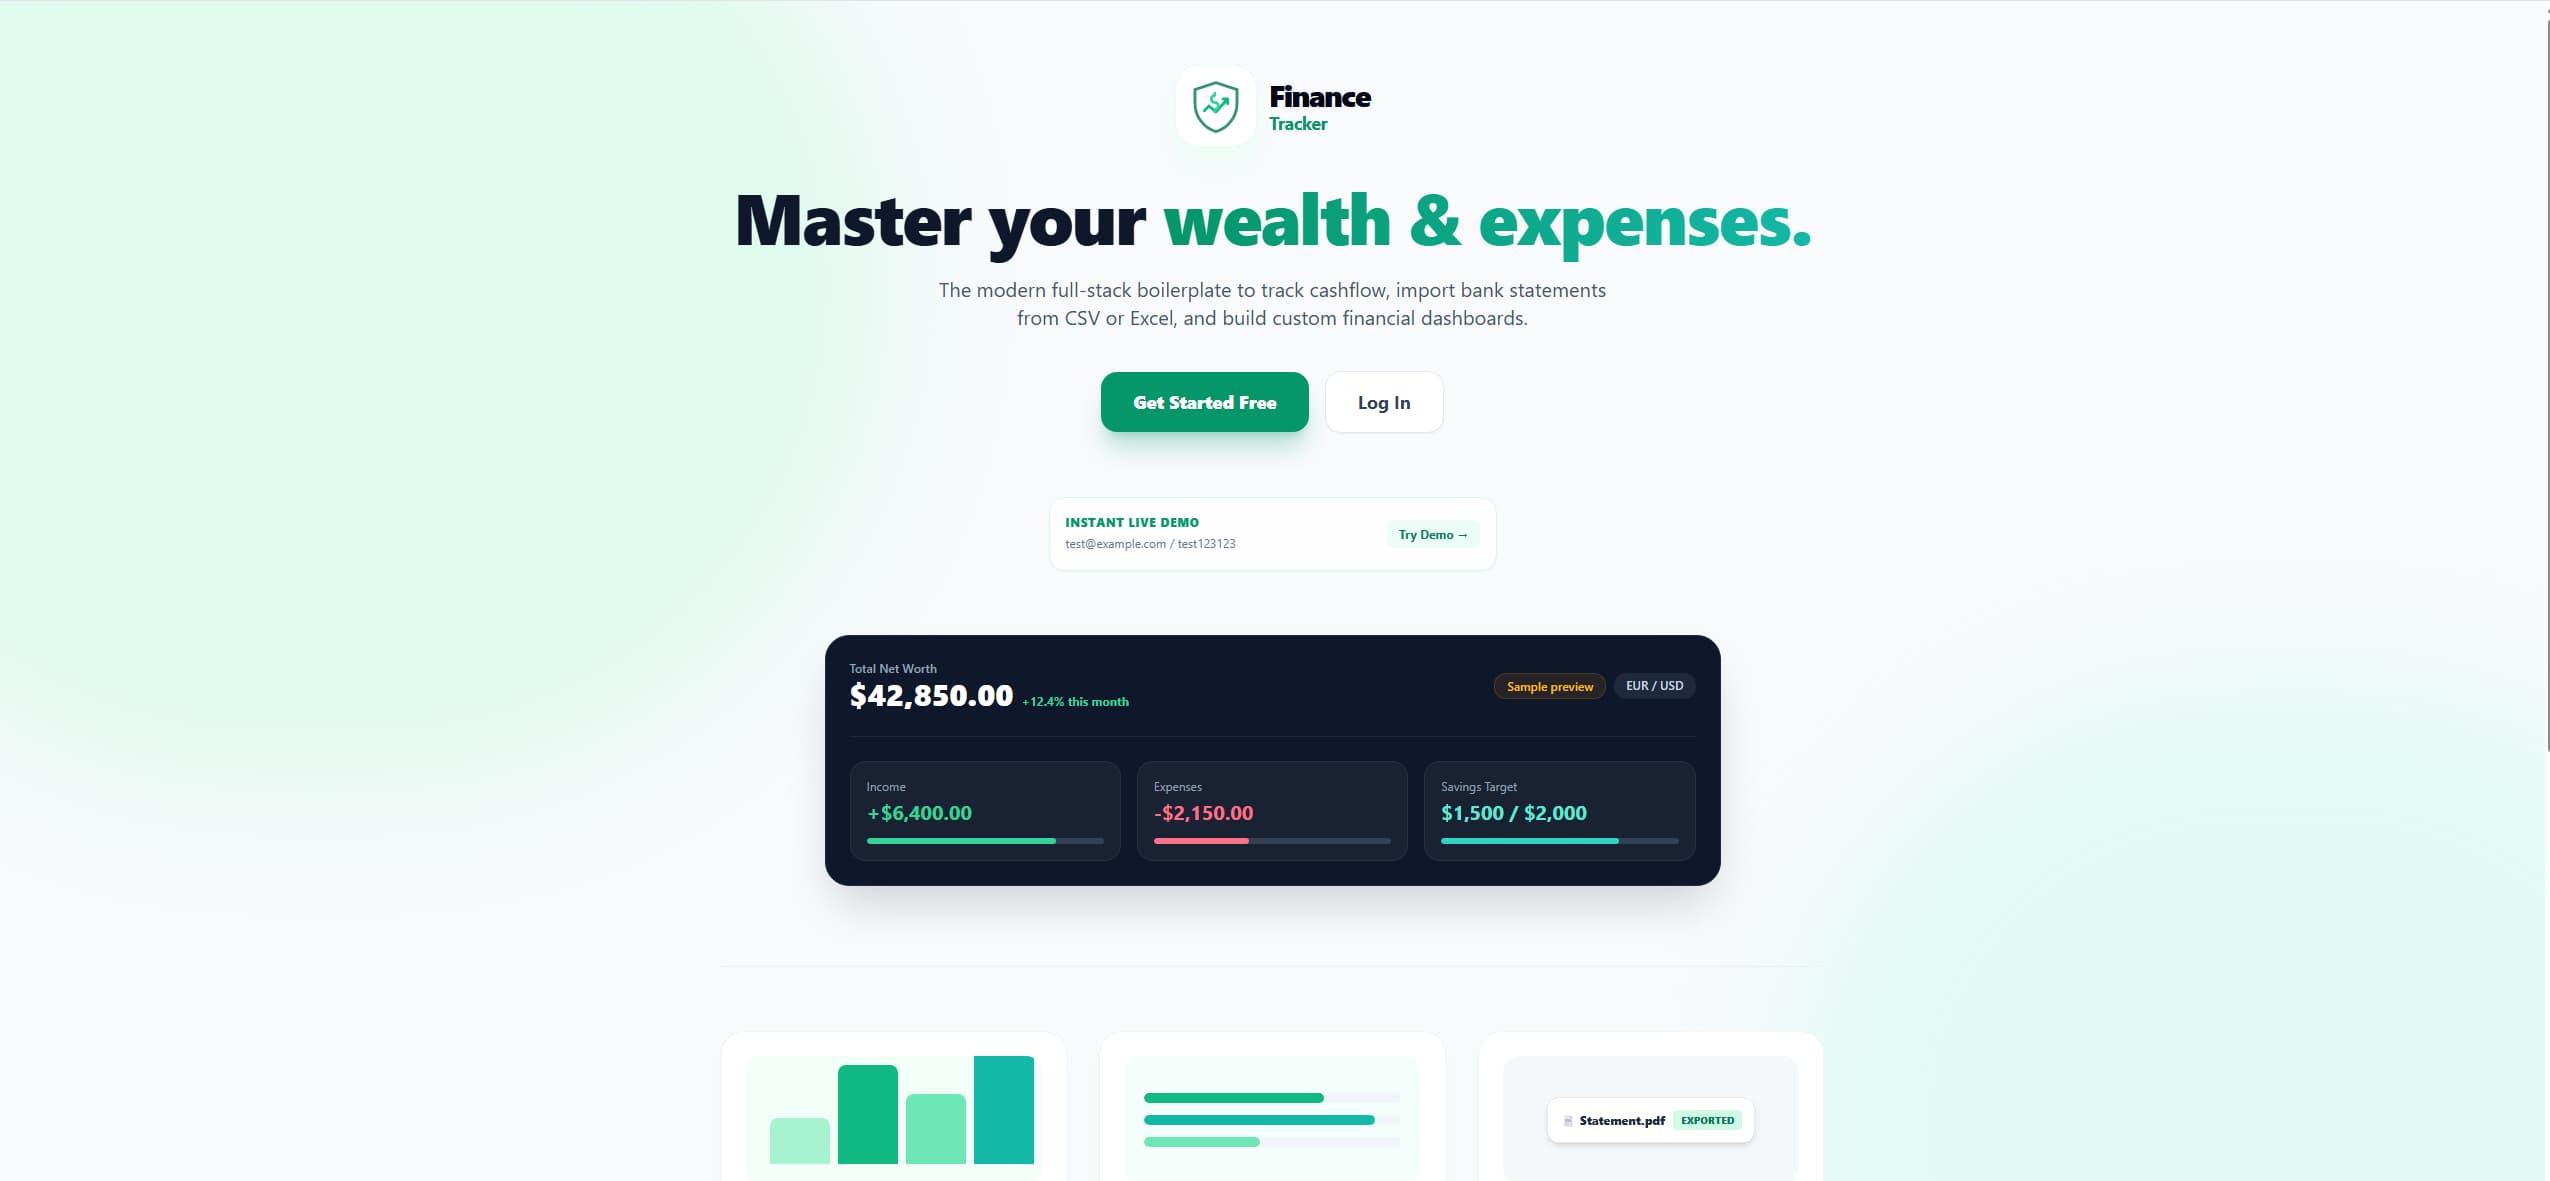 Finance
Tracker
Master your wealth & expenses.
The modern full-stack boilerplate to track cashflow, import bank statements
from CSV or Excel, and build custom financial dashboards.
Get Started Free
Log In
INSTANT LIVE DEMO
test@example.com / test123123
Try Demo →
Total Net Worth
$42,850.00 +12.4% this month
Sample preview
EUR / USD
Income
+$6,400.00
Expenses
-$2,150.00
Savings Target
$1,500 / $2,000
Statement.pdf
EXPORTED